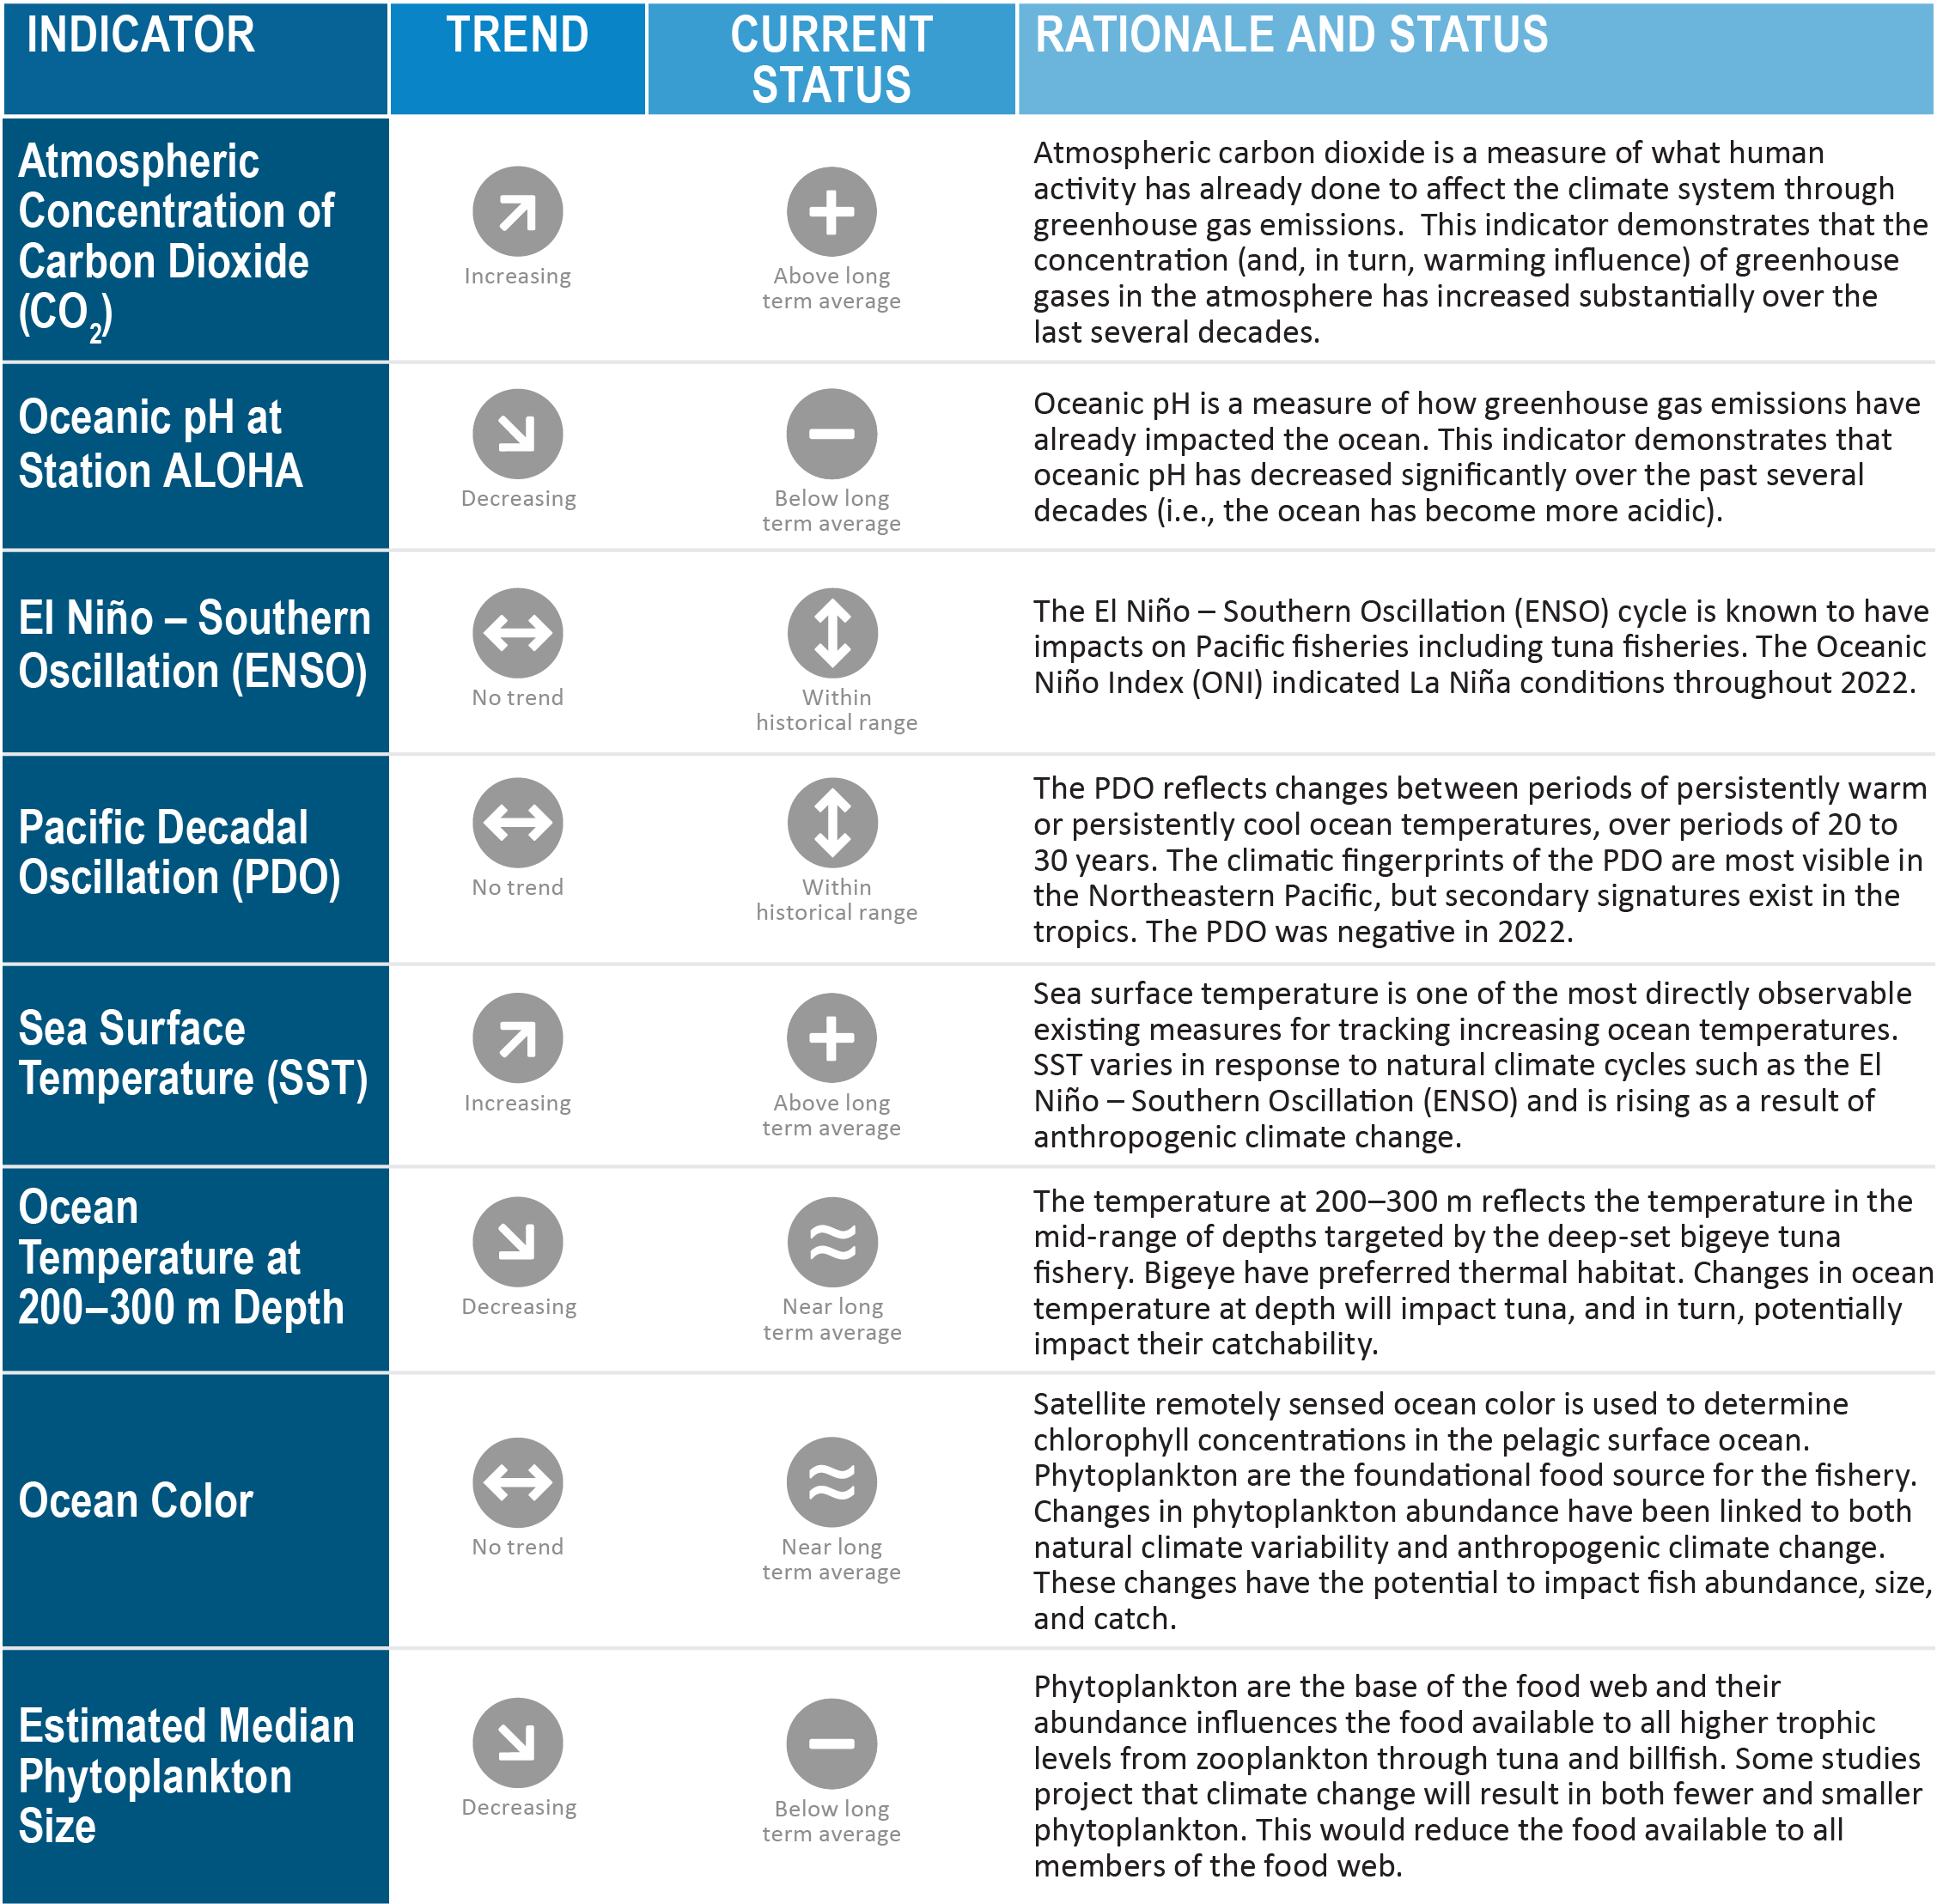 INDICATOR
TREND
CURRENT
STATUS
RATIONALE AND STATUS
Atmospheric
Concentration of
Carbon Dioxide
(CO2)
Increasing
Above long
term average
Atmospheric carbon dioxide is a measure of what human
activity has already done to affect the climate system through
greenhouse gas emissions.  This indicator demonstrates that the
concentration (and, in turn, warming influence) of greenhouse
gases in the atmosphere has increased substantially over the
last several decades.
Oceanic pH at
Station ALOHA
Decreasing
Below long
term average
Oceanic pH is a measure of how greenhouse gas emissions have
already impacted the ocean. This indicator demonstrates that
oceanic pH has decreased significantly over the past several
decades (i.e., the ocean has become more acidic).
El Niño – Southern
Oscillation (ENSO)
No trend
Within
historical range
The El Niño – Southern Oscillation (ENSO) cycle is known to have
impacts on Pacific fisheries including tuna fisheries. The Oceanic
Niño Index (ONI) indicated La Niña conditions throughout 2022.
Pacific Decadal
Oscillation (PDO)
No trend
Within
historical range
The PDO reflects changes between periods of persistently warm
or persistently cool ocean temperatures, over periods of 20 to
30 years. The climatic fingerprints of the PDO are most visible in
the Northeastern Pacific, but secondary signatures exist in the
tropics. The PDO was negative in 2022.
Sea Surface
Temperature (SST)
Increasing
Above long
term average
Sea surface temperature is one of the most directly observable
existing measures for tracking increasing ocean temperatures.
SST varies in response to natural climate cycles such as the El
Niño – Southern Oscillation (ENSO) and is rising as a result of
anthropogenic climate change.
Ocean
Temperature at
200–300 m Depth
Decreasing
Near long
term average
The temperature at 200–300 m reflects the temperature in the
mid-range of depths targeted by the deep-set bigeye tuna
fishery. Bigeye have preferred thermal habitat. Changes in ocean
temperature at depth will impact tuna, and in turn, potentially
impact their catchability.
Ocean Color
No trend
Near long
term average
Satellite remotely sensed ocean color is used to determine
chlorophyll concentrations in the pelagic surface ocean.
Phytoplankton are the foundational food source for the fishery.
Changes in phytoplankton abundance have been linked to both
natural climate variability and anthropogenic climate change.
These changes have the potential to impact fish abundance, size,
and catch.
Estimated Median
Phytoplankton
Size
Decreasing
Below long
term average
Phytoplankton are the base of the food web and their
abundance influences the food available to all higher trophic
levels from zooplankton through tuna and billfish. Some studies
project that climate change will result in both fewer and smaller
phytoplankton. This would reduce the food available to all
members of the food web.